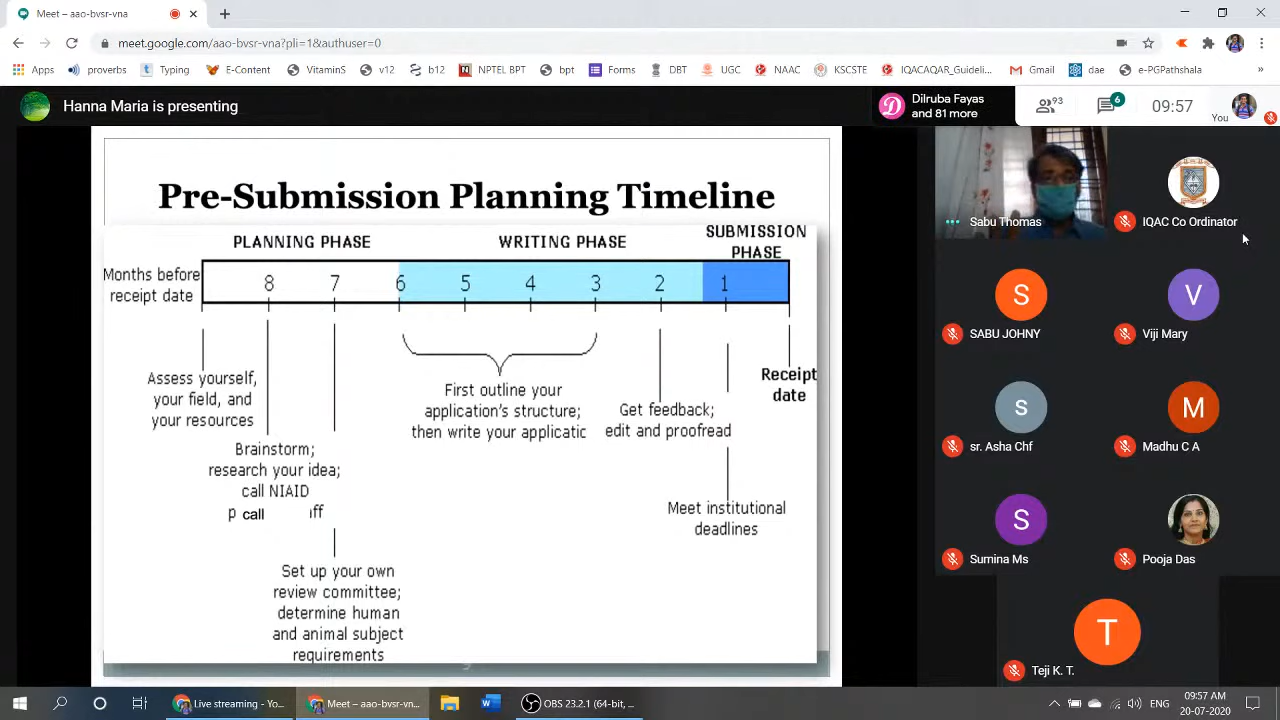 Meet – aao-bvsr-vna
meet.google.com/aao-bvsr-vna?pli=1&authuser=0
Apps proverbs Typing E-Content VitaminS v12 b12 NPTEL BPT bpt Forms DBT UGC NAAC KSCSTE IQACAQAR_Guideli... Gmail dae e-PGPathshala »
Hanna Maria is presenting
Dilruba Fayas
and 81 more
93
6
09:57
You
Pre-Submission Planning Timeline
PLANNING PHASE
WRITING PHASE
SUBMISSION
PHASE
Months before
receipt date
8 7 6 5 4 3 2 1
Assess yourself,
your field, and
your resources
Brainstorm;
research your idea;
call NIAID
p call aff
Set up your own
review committee;
determine human
and animal subject
requirements
First outline your
application's structure;
then write your applicatic
Get feedback;
edit and proofread
Meet institutional
deadlines
Receipt
date
Sabu Thomas
IQAC Co Ordinator
S
SABU JOHNY
V
Viji Mary
s
sr. Asha Chf
M
Madhu C A
S
Sumina Ms
Pooja Das
T
Teji K. T.
Live streaming - Yo...
Meet – aao-bvsr-vn...
OBS 23.2.1 (64-bit, ...
ENG
09:57 AM
20-07-2020